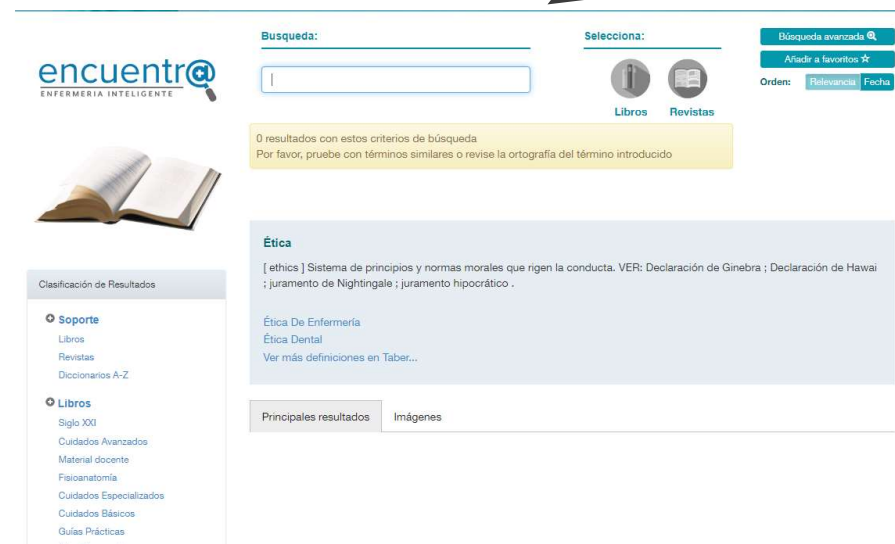 encuentr@
ENFERMERIA INTELIGENTE
Busqueda:
Selecciona:
Libros
Revistas
Búsqueda avanzada
Añadir a favoritos
Orden: Relevancia Fecha
0 resultados con estos criterios de búsqueda
Por favor, pruebe con términos similares o revise la ortografía del término introducido
Ética
[ ethics ] Sistema de principios y normas morales que rigen la conducta. VER: Declaración de Ginebra ; Declaración de Hawai
; juramento de Nightingale ; juramento hipocrático .
Ética De Enfermería
Ética Dental
Ver más definiciones en Taber...
Principales resultados
Imágenes
Clasificación de Resultados
Soporte
Libros
Revistas
Diccionarios A-Z
Libros
Siglo XXI
Cuidados Avanzados
Material docente
Fisioanatomía
Cuidados Especializados
Cuidados Básicos
Guías Prácticas